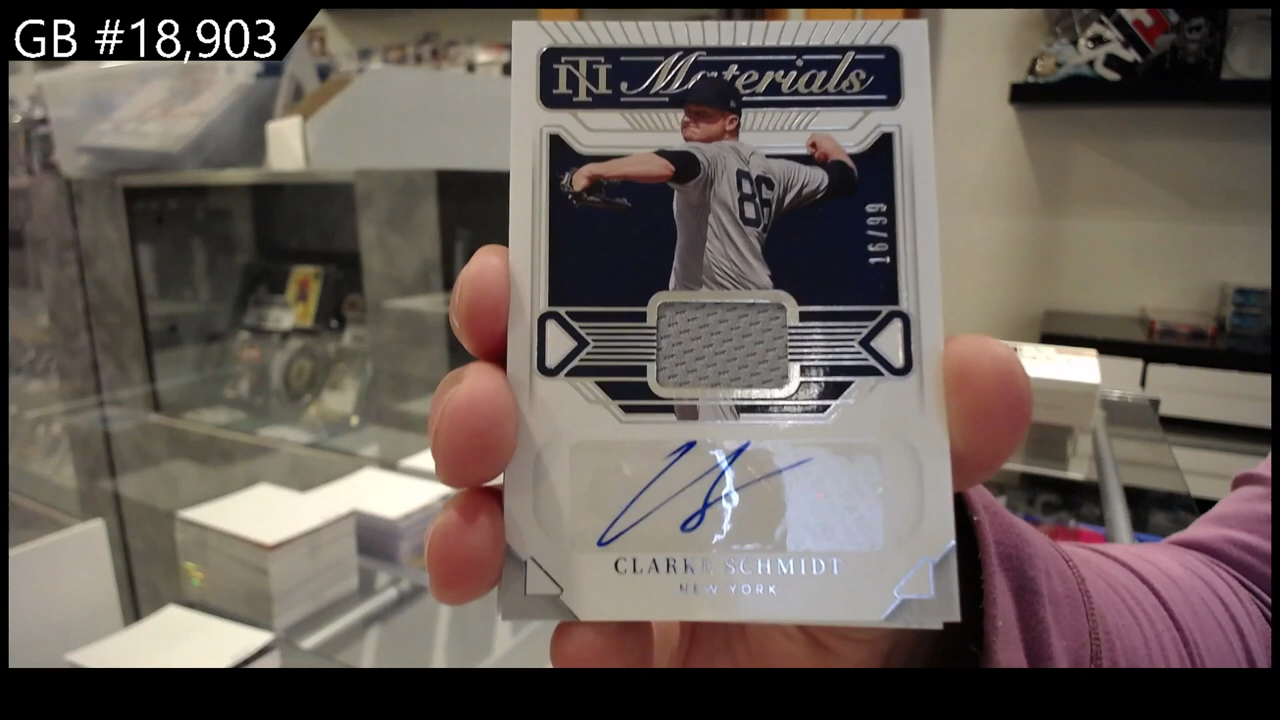 GB #18,903
NT Materials
86
16/99
CLARKE SCHMIDT
NEW YORK